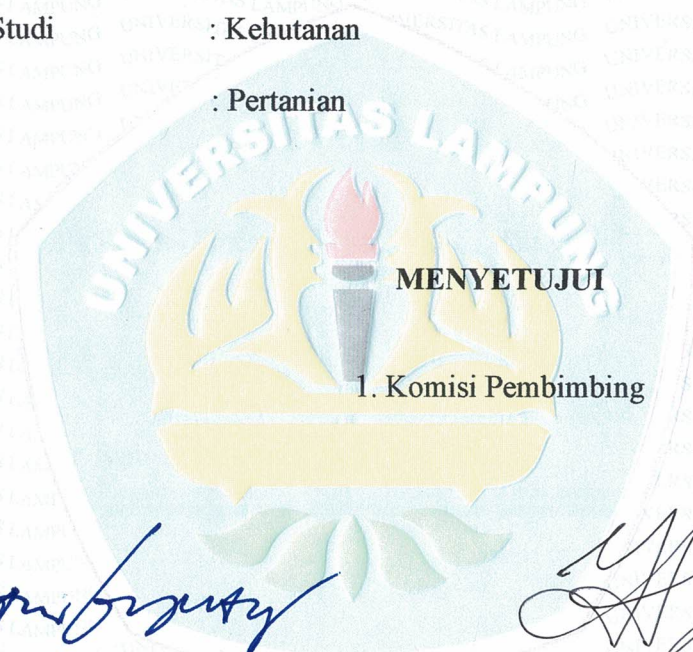 Studi : Kehutanan
: Pertanian
UNIVERSITAS LAMPUNG
MENYETUJUI
1. Komisi Pembimbing